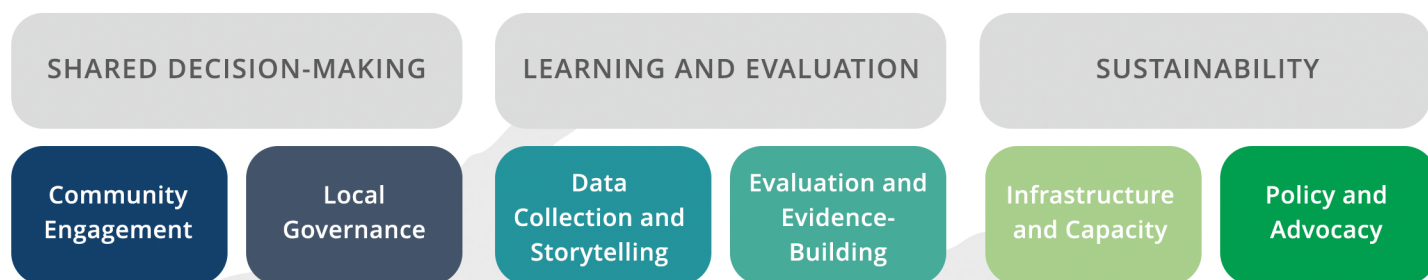 SHARED DECISION-MAKING
LEARNING AND EVALUATION
SUSTAINABILITY
Community
Engagement
Local
Governance
Data
Collection and
Storytelling
Evaluation and
Evidence-
Building
Infrastructure
and Capacity
Policy and
Advocacy